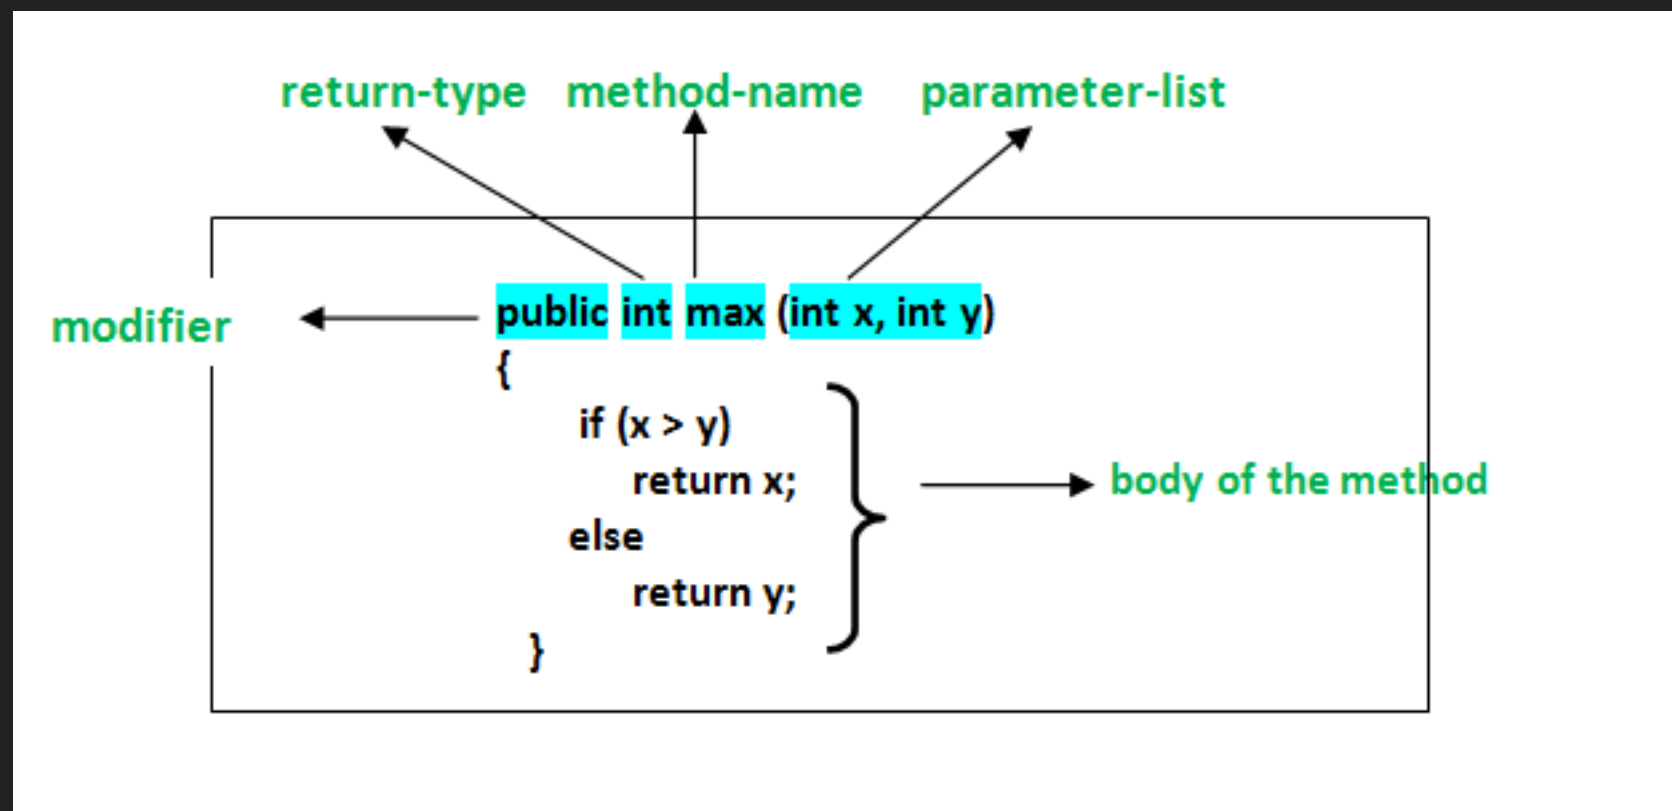 return-type method-name parameter-list
modifier public int max (int x, int y)
{
if (x > y)
return x;
body of the method
else
return y;
}